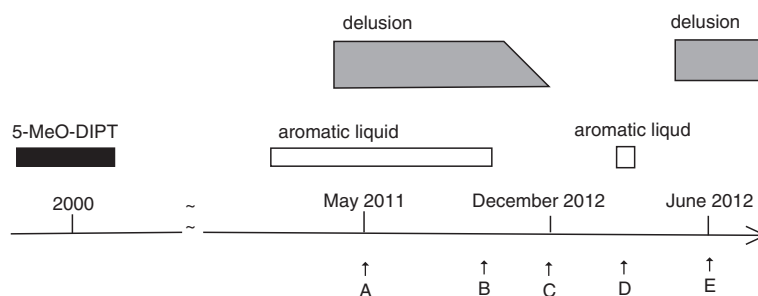 delusion delusion
5-MeO-DIPT aromatic liquid aromatic liqud
2000 ~ May 2011 December 2012 June 2012
~
A B C D E